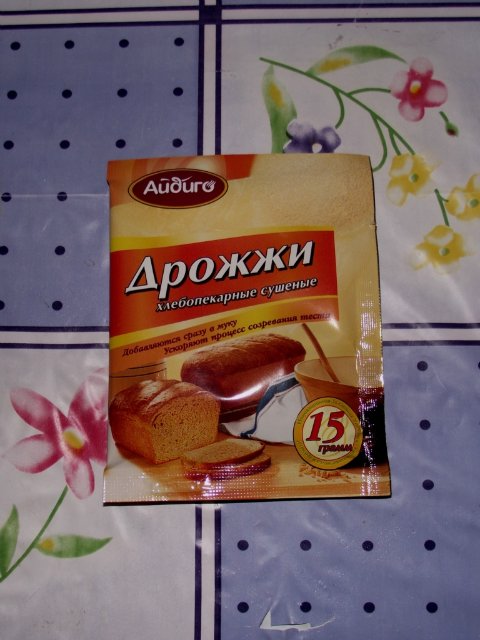 Айдиго
Дрожжи
хлебопекарные сушеные
Добавляются сразу в муку
Ускоряют процесс созревания теста
15
грамм